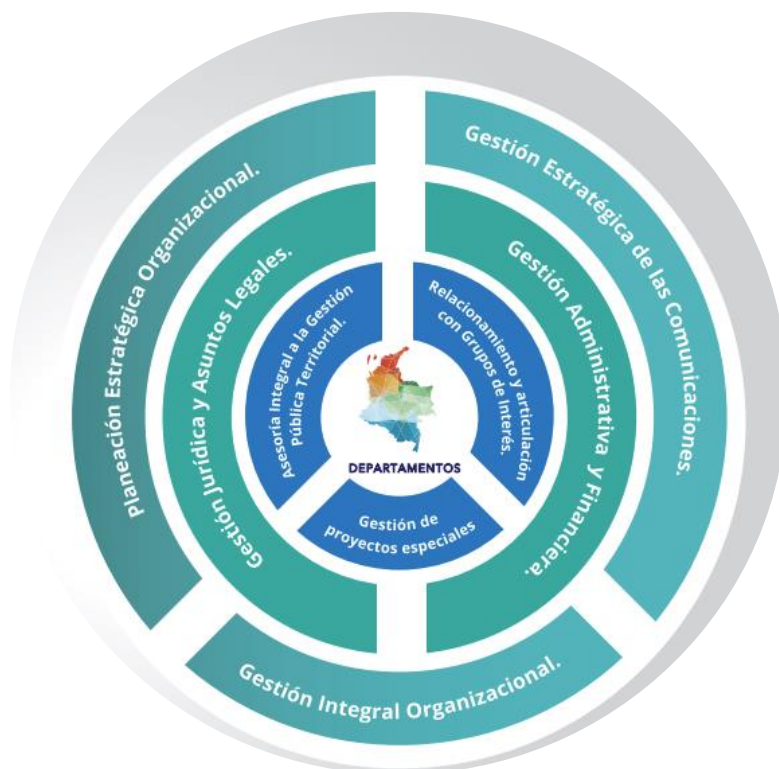 Planeación Estratégica Organizacional.
Gestión Estratégica de las Comunicaciones.
Gestión Jurídica y Asuntos Legales.
Gestión Administrativa y Financiera.
Asesoría Integral a la Gestión
Pública Territorial.
Relacionamiento y articulación
con Grupos de Interés.
DEPARTAMENTOS
Gestión de
proyectos especiales
Gestión Integral Organizacional.